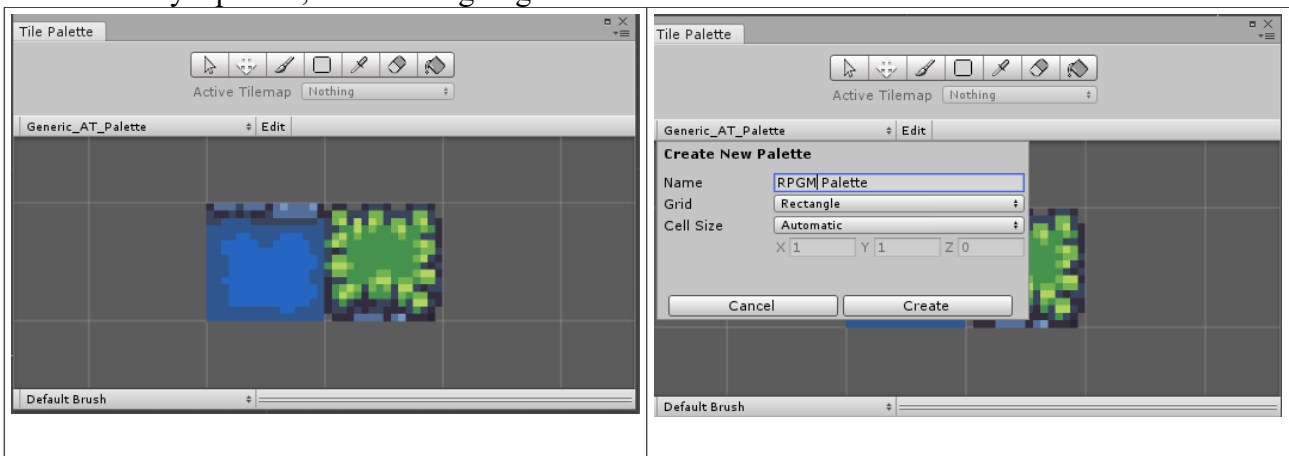 Tile Palette
Active Tilemap Nothing
Generic_AT_Palette Edit
Default Brush
Tile Palette
Active Tilemap Nothing
Generic_AT_Palette Edit
Create New Palette
Name RPGM Palette
Grid Rectangle
Cell Size Automatic
X 1 Y 1 Z 0
Cancel Create
Default Brush